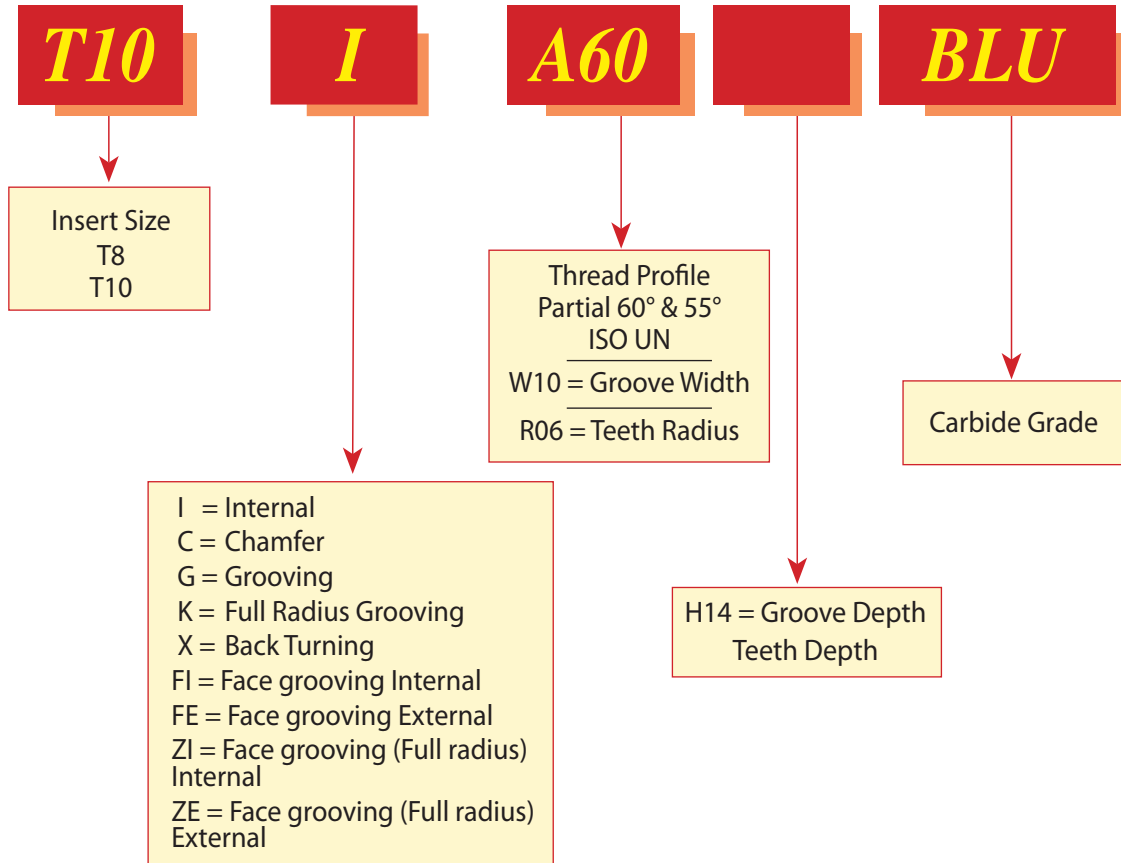 T10
I
A60
BLU
Insert Size
T8
T10
Thread Profile
Partial 60° & 55°
ISO UN
W10 = Groove Width
R06 = Teeth Radius
Carbide Grade
I = Internal
C = Chamfer
G = Grooving
K = Full Radius Grooving
X = Back Turning
FI = Face grooving Internal
FE = Face grooving External
ZI = Face grooving (Full radius)
Internal
ZE = Face grooving (Full radius)
External
H14 = Groove Depth
Teeth Depth